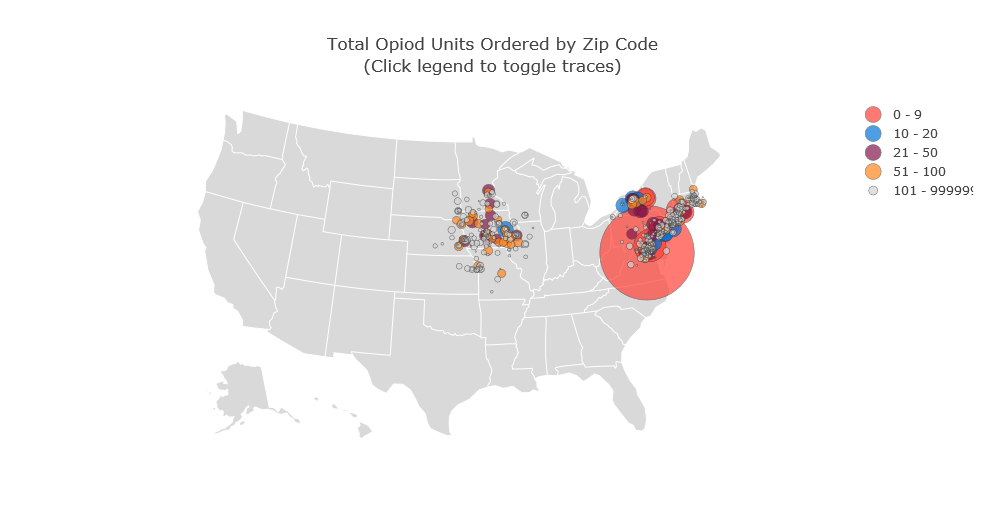 Total Opiod Units Ordered by Zip Code
(Click legend to toggle traces)
0 - 9
10 - 20
21 - 50
51 - 100
101 - 999999